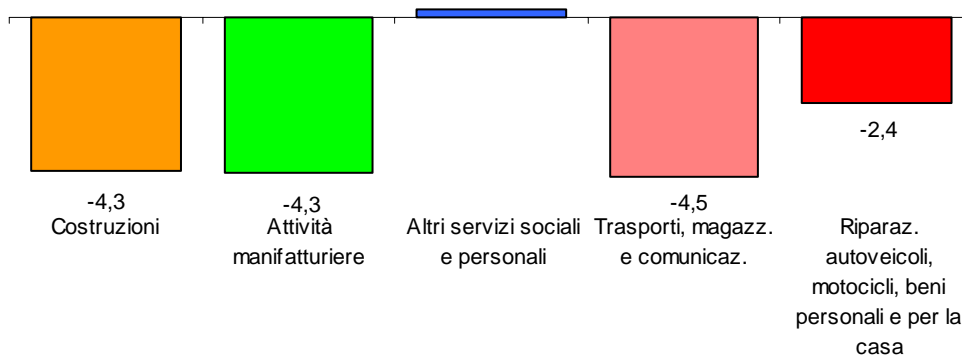 -4,3
Costruzioni
-4,3
Attività
manifatturiere
Altri servizi sociali
e personali
-4,5
Trasporti, magazz.
e comunicaz.
-2,4
Riparaz.
autoveicoli,
motocicli, beni
personali e per la
casa